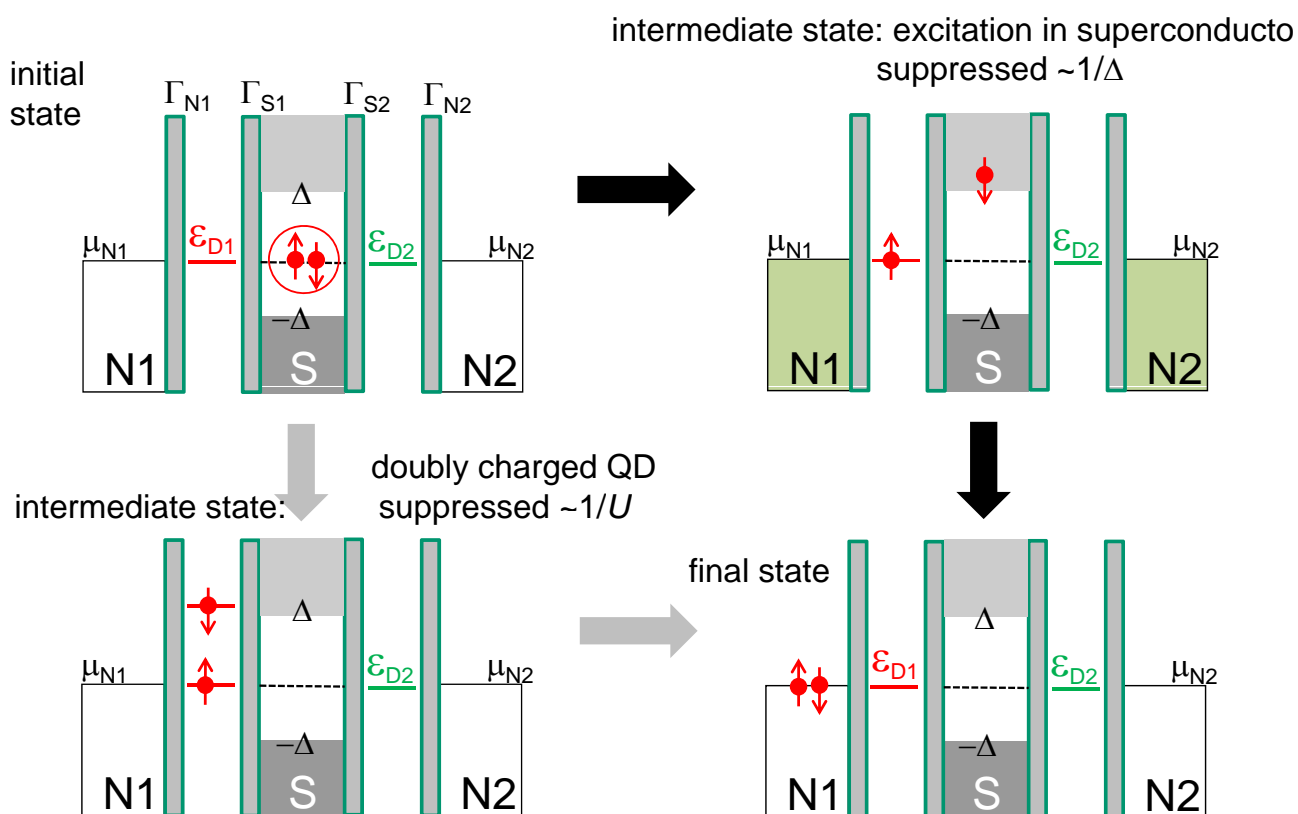 intermediate state: excitation in superconducto
suppressed ~1/Δ
initial
state
Γ_N1 Γ_S1 Γ_S2 Γ_N2
Δ
μ_N1 ε_D1 ε_D2 μ_N2
−Δ
N1 S N2
μ_N1 ε_D2 μ_N2
−Δ
N1 S N2
doubly charged QD
intermediate state: suppressed ~1/U
Δ
μ_N1 ε_D2 μ_N2
−Δ
N1 S N2
final state
Δ
ε_D1 ε_D2 μ_N2
−Δ
N1 S N2